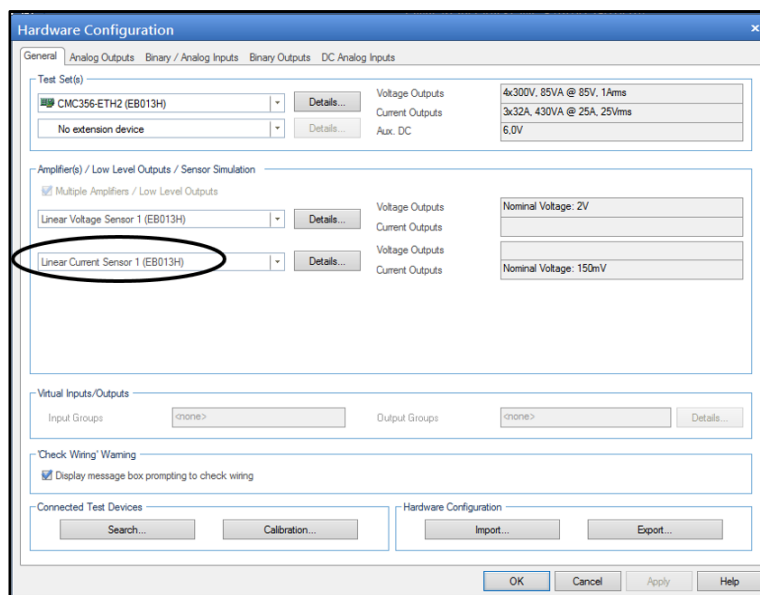 Hardware Configuration
General Analog Outputs Binary / Analog Inputs Binary Outputs DC Analog Inputs
Test Set(s)
CMC356-ETH2 (EB013H) Details... Voltage Outputs 4x300V, 85VA @ 85V, 1Arms
Current Outputs 3x32A, 430VA @ 25A, 25Vrms
No extension device Details... Aux. DC 6.0V
Amplifier(s) / Low Level Outputs / Sensor Simulation
Multiple Amplifiers / Low Level Outputs
Linear Voltage Sensor 1 (EB013H) Details... Voltage Outputs Nominal Voltage: 2V
Current Outputs
Voltage Outputs
Linear Current Sensor 1 (EB013H) Details... Current Outputs Nominal Voltage: 150mV
Virtual Inputs/Outputs
Input Groups <none> Output Groups <none> Details...
'Check Wiring' Warning
Display message box prompting to check wiring
Connected Test Devices Hardware Configuration
Search... Calibration... Import... Export...
OK Cancel Apply Help